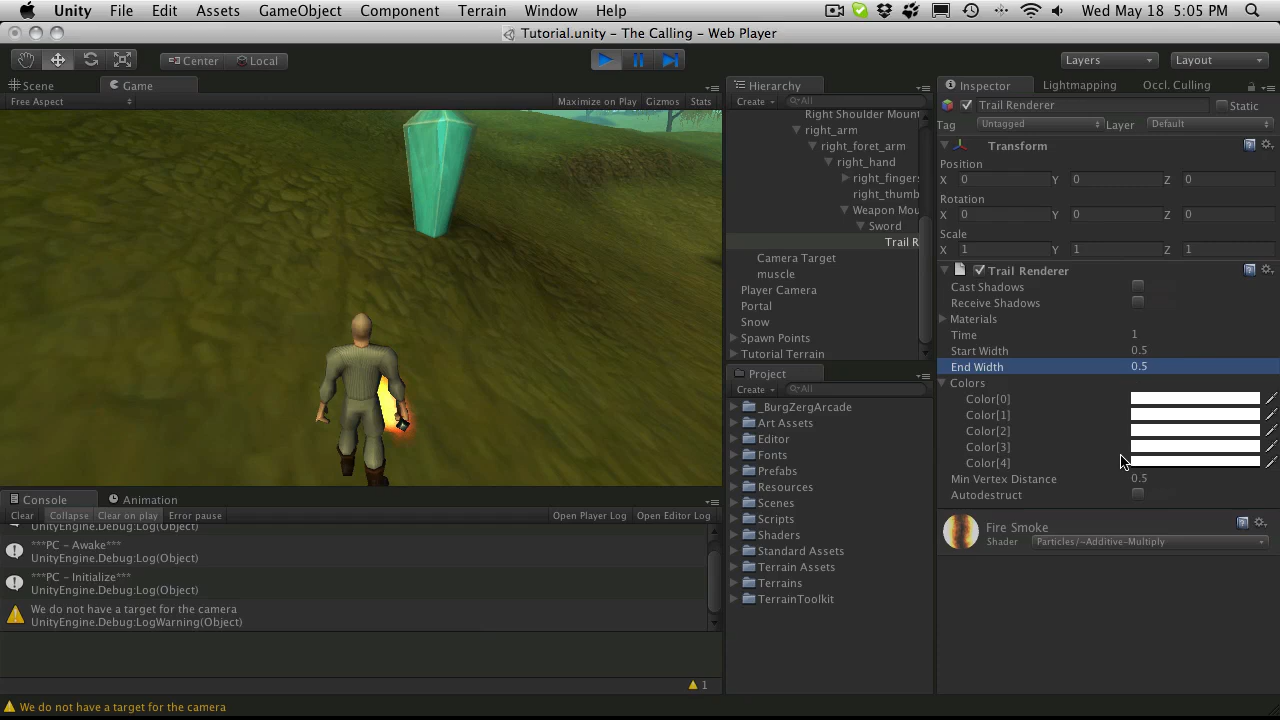 Unity File Edit Assets GameObject Component Terrain Window Help Wed May 18 5:05 PM
Tutorial.unity - The Calling - Web Player
Center Local Layers Layout
Scene Game
Free Aspect Maximize on Play Gizmos Stats
Hierarchy
Create All
Right Shoulder Mount
right_arm
right_foret_arm
right_hand
right_fingers
right_thumb
Weapon Mou
Sword
Trail R
Camera Target
muscle
Player Camera
Portal
Snow
Spawn Points
Tutorial Terrain
Project
Create All
_BurgZergArcade
Art Assets
Editor
Fonts
Prefabs
Resources
Scenes
Scripts
Shaders
Standard Assets
Terrain Assets
Terrains
TerrainToolkit
Inspector Lightmapping Occl. Culling
Trail Renderer Static
Tag Untagged Layer Default
Transform
Position
X 0 Y 0 Z 0
Rotation
X 0 Y 0 Z 0
Scale
X 1 Y 1 Z 1
Trail Renderer
Cast Shadows
Receive Shadows
Materials
Time 1
Start Width 0.5
End Width 0.5
Colors
Color[0]
Color[1]
Color[2]
Color[3]
Color[4]
Min Vertex Distance 0.5
Autodestruct
Fire Smoke
Shader Particles/~Additive-Multiply
Console Animation
Clear Collapse Clear on play Error pause Open Player Log Open Editor Log
UnityEngine.Debug:Log(Object)
***PC - Awake***
UnityEngine.Debug:Log(Object)
***PC - Initialize***
UnityEngine.Debug:Log(Object)
We do not have a target for the camera
UnityEngine.Debug:LogWarning(Object)
1
We do not have a target for the camera